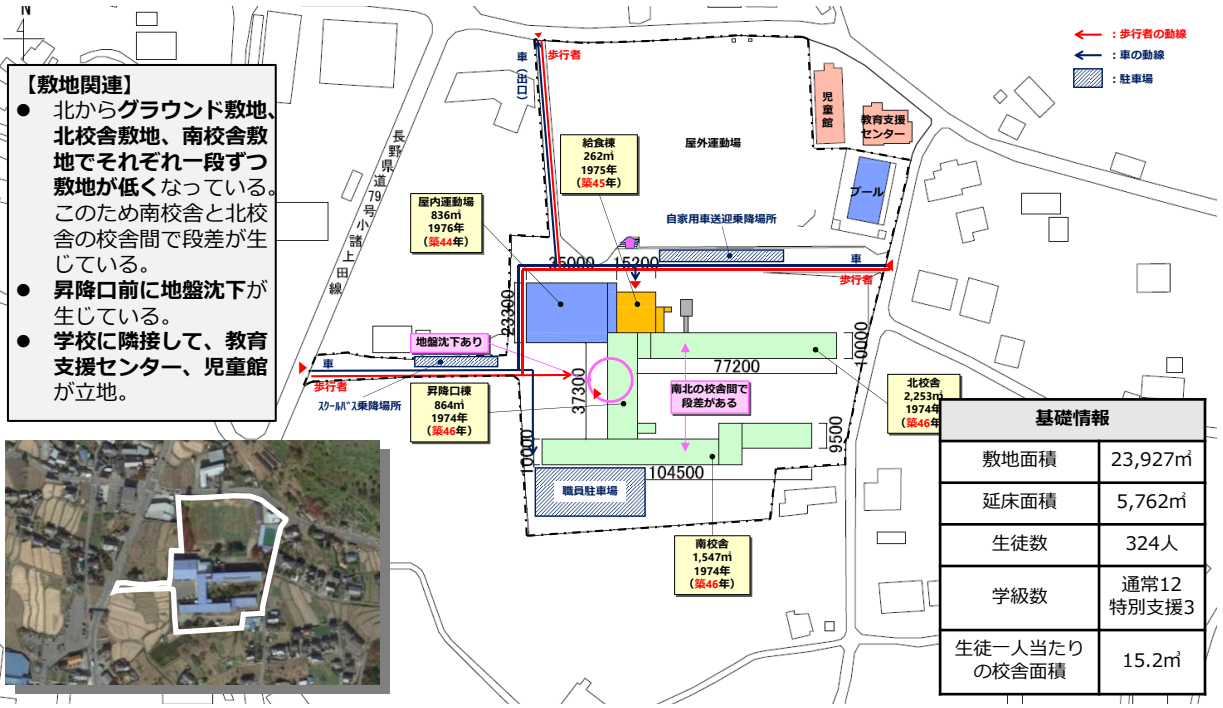 N
【敷地関連】
● 北からグラウンド敷地、
北校舎敷地、南校舎敷
地でそれぞれ一段ずつ
敷地が低くなっている。
このため南校舎と北校
舎の校舎間で段差が生
じている。
● 昇降口前に地盤沈下が
生じている。
● 学校に隣接して、教育
支援センター、児童館
が立地。
：歩行者の動線
：車の動線
：駐車場
車（出口）
歩行者
長野県道79号小諸上田線
児童館
教育支援
センター
プール
屋外運動場
給食棟
262㎡
1975年
（築45年）
屋内運動場
836㎡
1976年
（築44年）
自家用車送迎乗降場所
車
歩行者
35000
15200
23300
地盤沈下あり
77200
10000
車
歩行者
スクールバス乗降場所
37300
南北の校舎間で
段差がある
昇降口棟
864㎡
1974年
（築46年）
北校舎
2,253㎡
1974年
（築46年
10000
104500
9500
職員駐車場
南校舎
1,547㎡
1974年
（築46年）
基礎情報
敷地面積 23,927㎡
延床面積 5,762㎡
生徒数 324人
学級数 通常12
特別支援3
生徒一人当たり
の校舎面積 15.2㎡